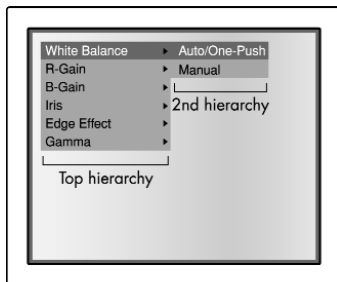 White Balance
Auto/One-Push
R-Gain
Manual
B-Gain
Iris
2nd hierarchy
Edge Effect
Gamma
Top hierarchy